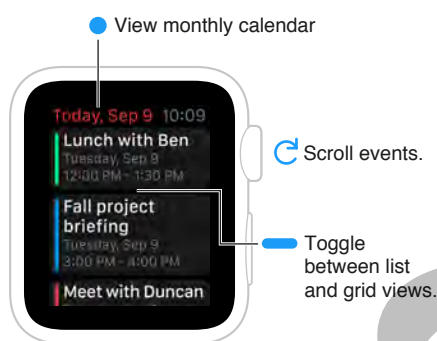 View monthly calendar
Today, Sep 9 10:09
Lunch with Ben
Tuesday, Sep 9
12:00 PM - 1:30 PM
Fall project
briefing
Tuesday, Sep 9
3:00 PM - 4:00 PM
Meet with Duncan
Scroll events.
Toggle
between list
and grid views.